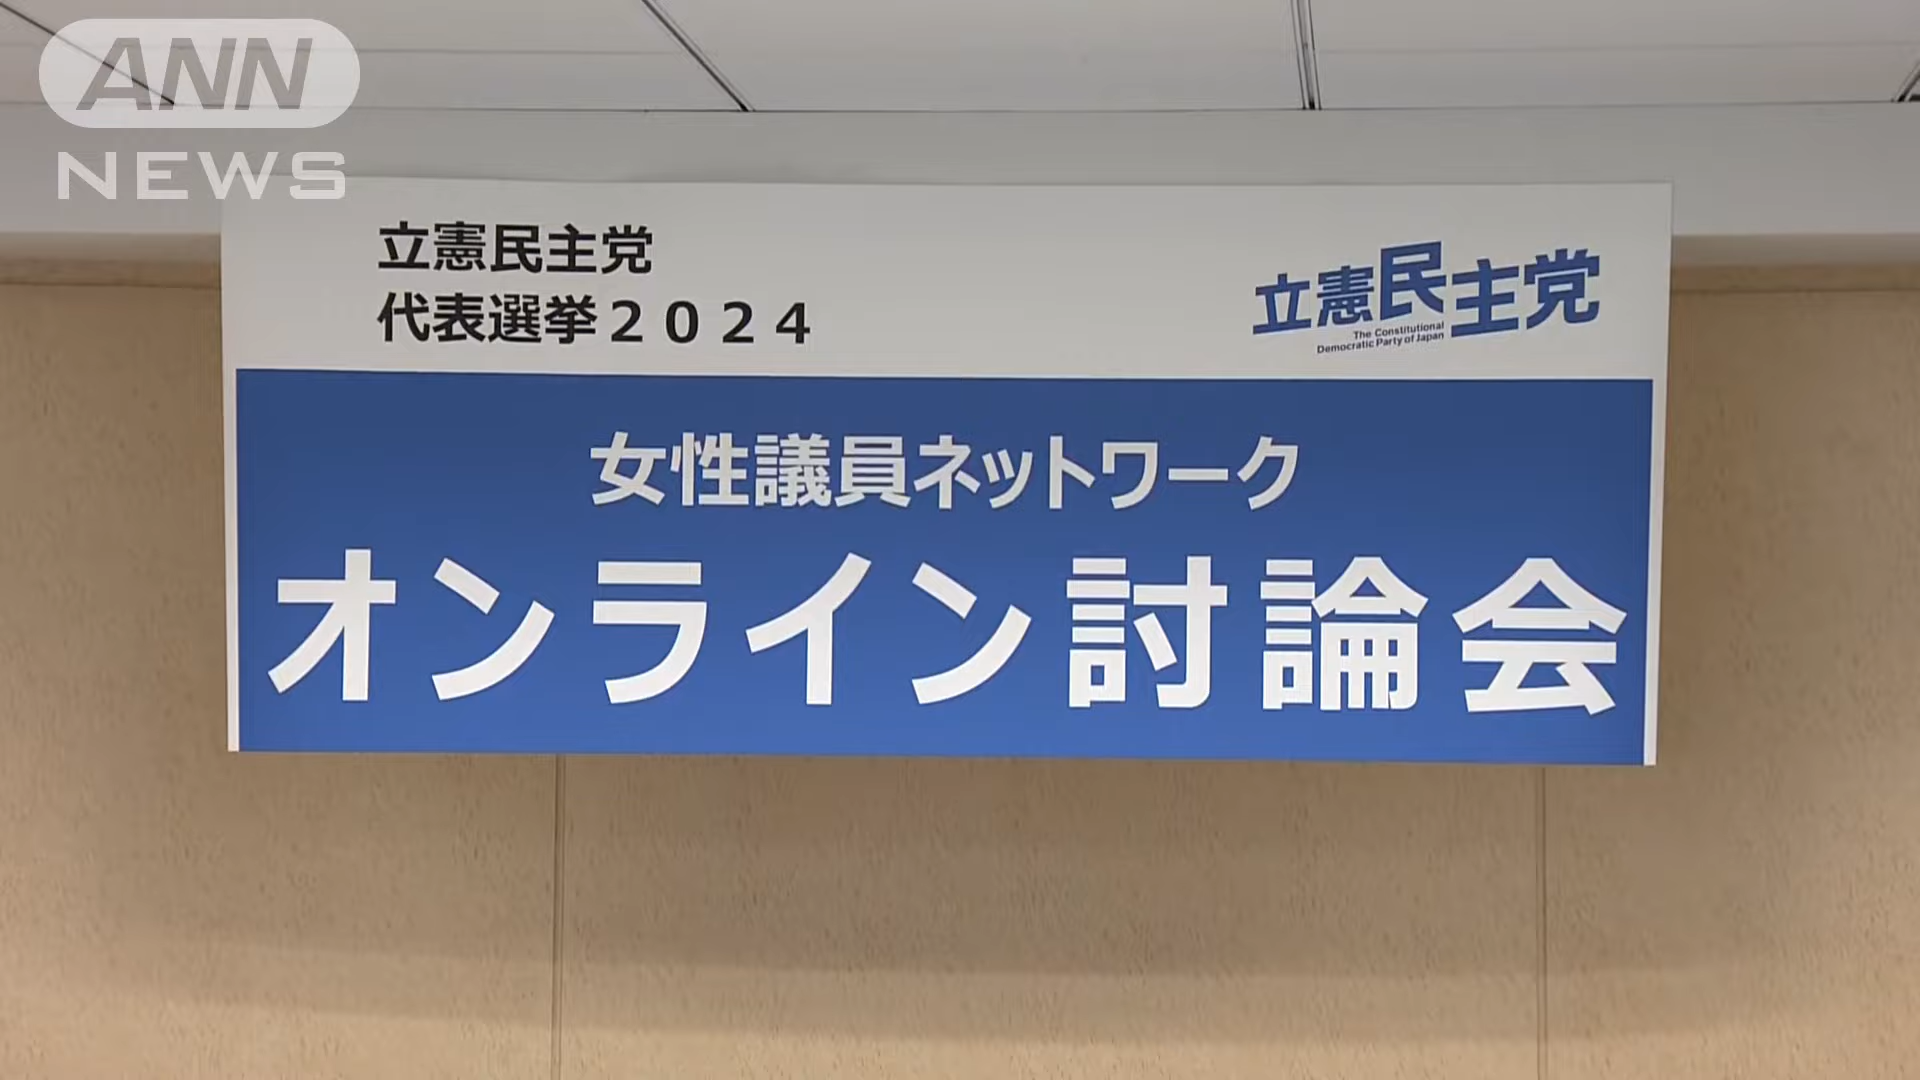 ANN
NEWS
立憲民主党
代表選挙２０２４
立憲民主党
The Constitutional
Democratic Party of Japan
女性議員ネットワーク
オンライン討論会